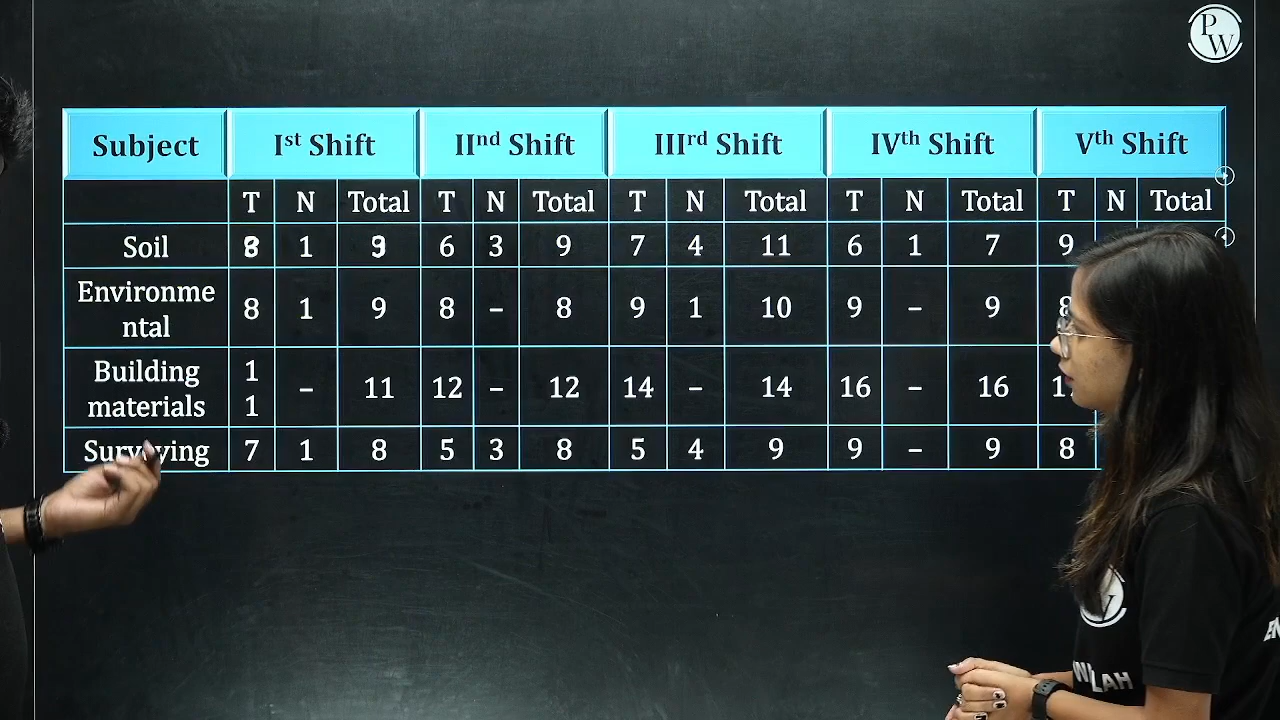 PW
Subject Ist Shift IInd Shift IIIrd Shift IVth Shift Vth Shift
T N Total T N Total T N Total T N Total T N Total
Soil 8 1 9 6 3 9 7 4 11 6 1 7 9
Environme
ntal 8 1 9 8 – 8 9 1 10 9 – 9
Building
materials 11 – 11 12 – 12 14 – 14 16 – 16
Surveying 7 1 8 5 3 8 5 4 9 9 – 9 8